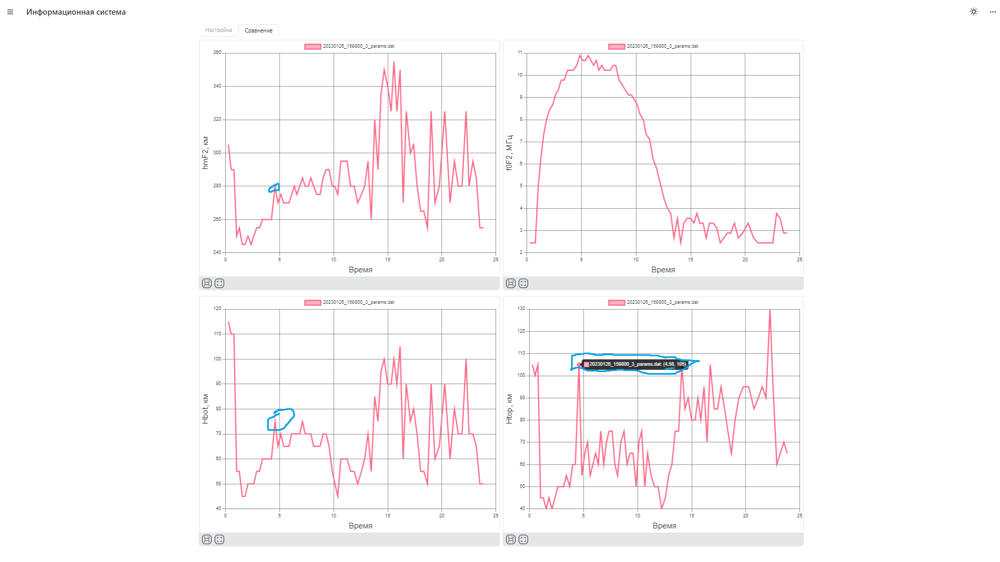 Информационная система
Настройка
Сравнение
20230126_159800_3_params.dat
360
340
320
300
280
260
240
hmF2, км
0 5 10 15 20 25
Время
20230126_159800_3_params.dat
11
10
9
8
7
6
5
4
3
2
f0F2, МГц
0 5 10 15 20 25
Время
20230126_159800_3_params.dat
120
110
100
90
80
70
60
50
40
Hbot, км
0 5 10 15 20 25
Время
20230126_159800_3_params.dat
130
120
110
20230126_159800_3_params.dat: (4,58, 105)
100
90
80
70
60
50
40
Htop, км
0 5 10 15 20 25
Время